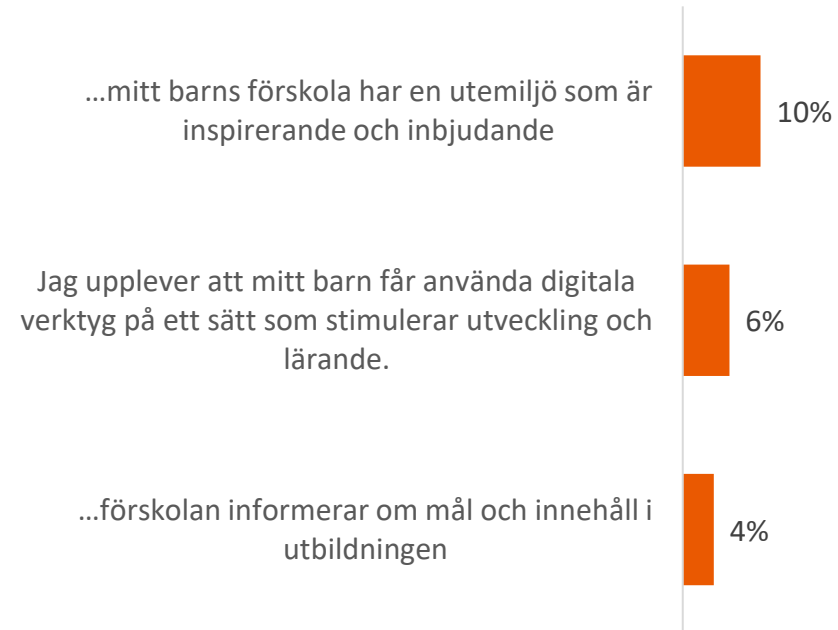 …mitt barns förskola har en utemiljö som är
inspirerande och inbjudande
10%
Jag upplever att mitt barn får använda digitala
verktyg på ett sätt som stimulerar utveckling och
lärande.
6%
…förskolan informerar om mål och innehåll i
utbildningen
4%